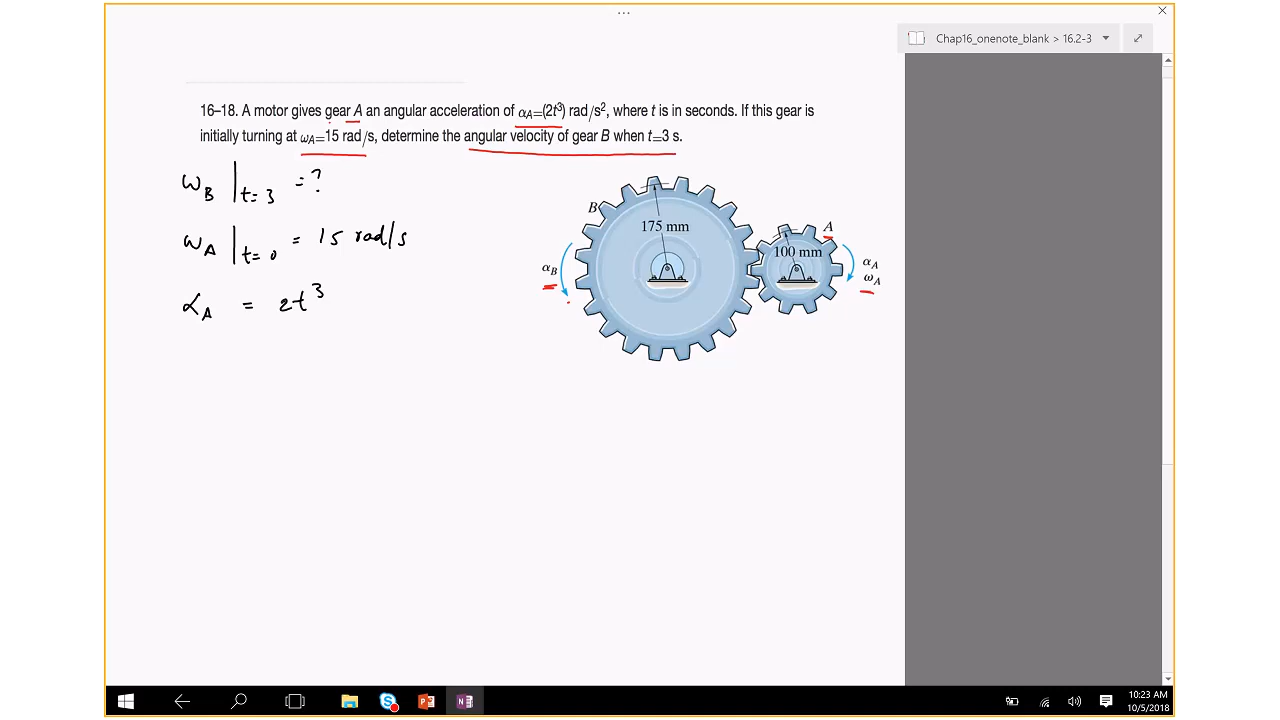 ...
Chap16_onenote_blank > 16.2-3
16–18. A motor gives gear A an angular acceleration of αA=(2t³) rad/s², where t is in seconds. If this gear is
initially turning at ωA=15 rad/s, determine the angular velocity of gear B when t=3 s.
ωB |t=3 = ?
ωA |t=0 = 15 rad/s
αA = 2t³
B
175 mm
A
100 mm
αB
αA
ωA
10:23 AM
10/5/2018